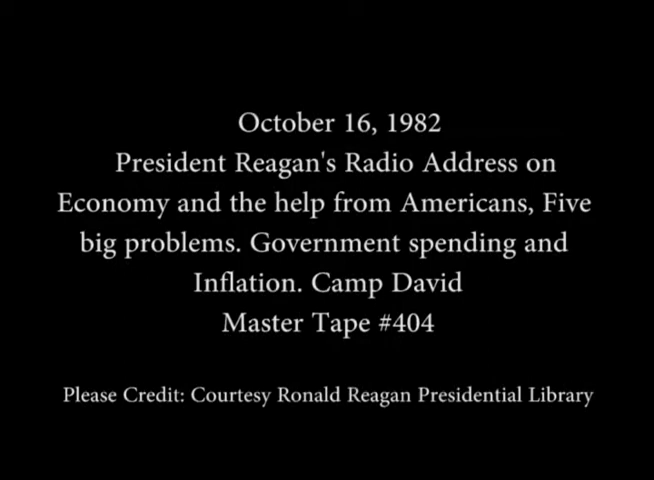 October 16, 1982
President Reagan's Radio Address on
Economy and the help from Americans, Five
big problems. Government spending and
Inflation. Camp David
Master Tape #404
Please Credit: Courtesy Ronald Reagan Presidential Library